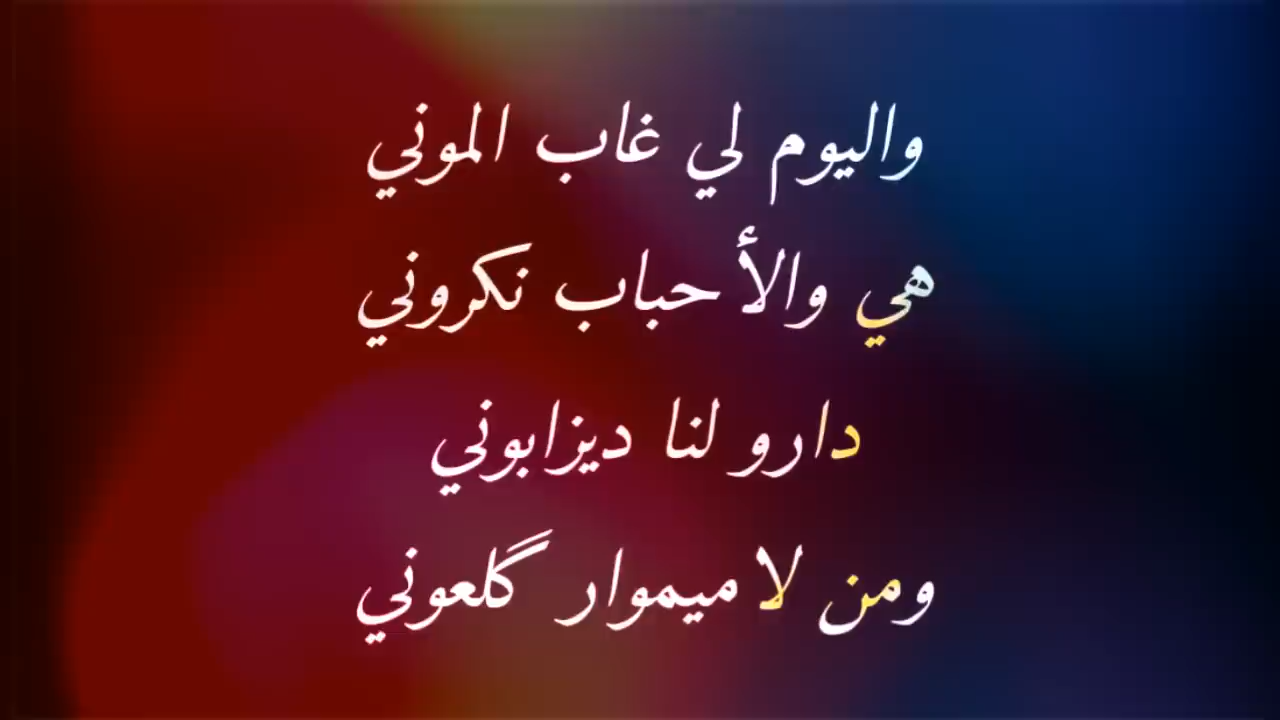 واليوم لي غاب الموني
هي والأحباب نكروني
دارو لنا ديزابوني
ومن لا ميموار گلعوني